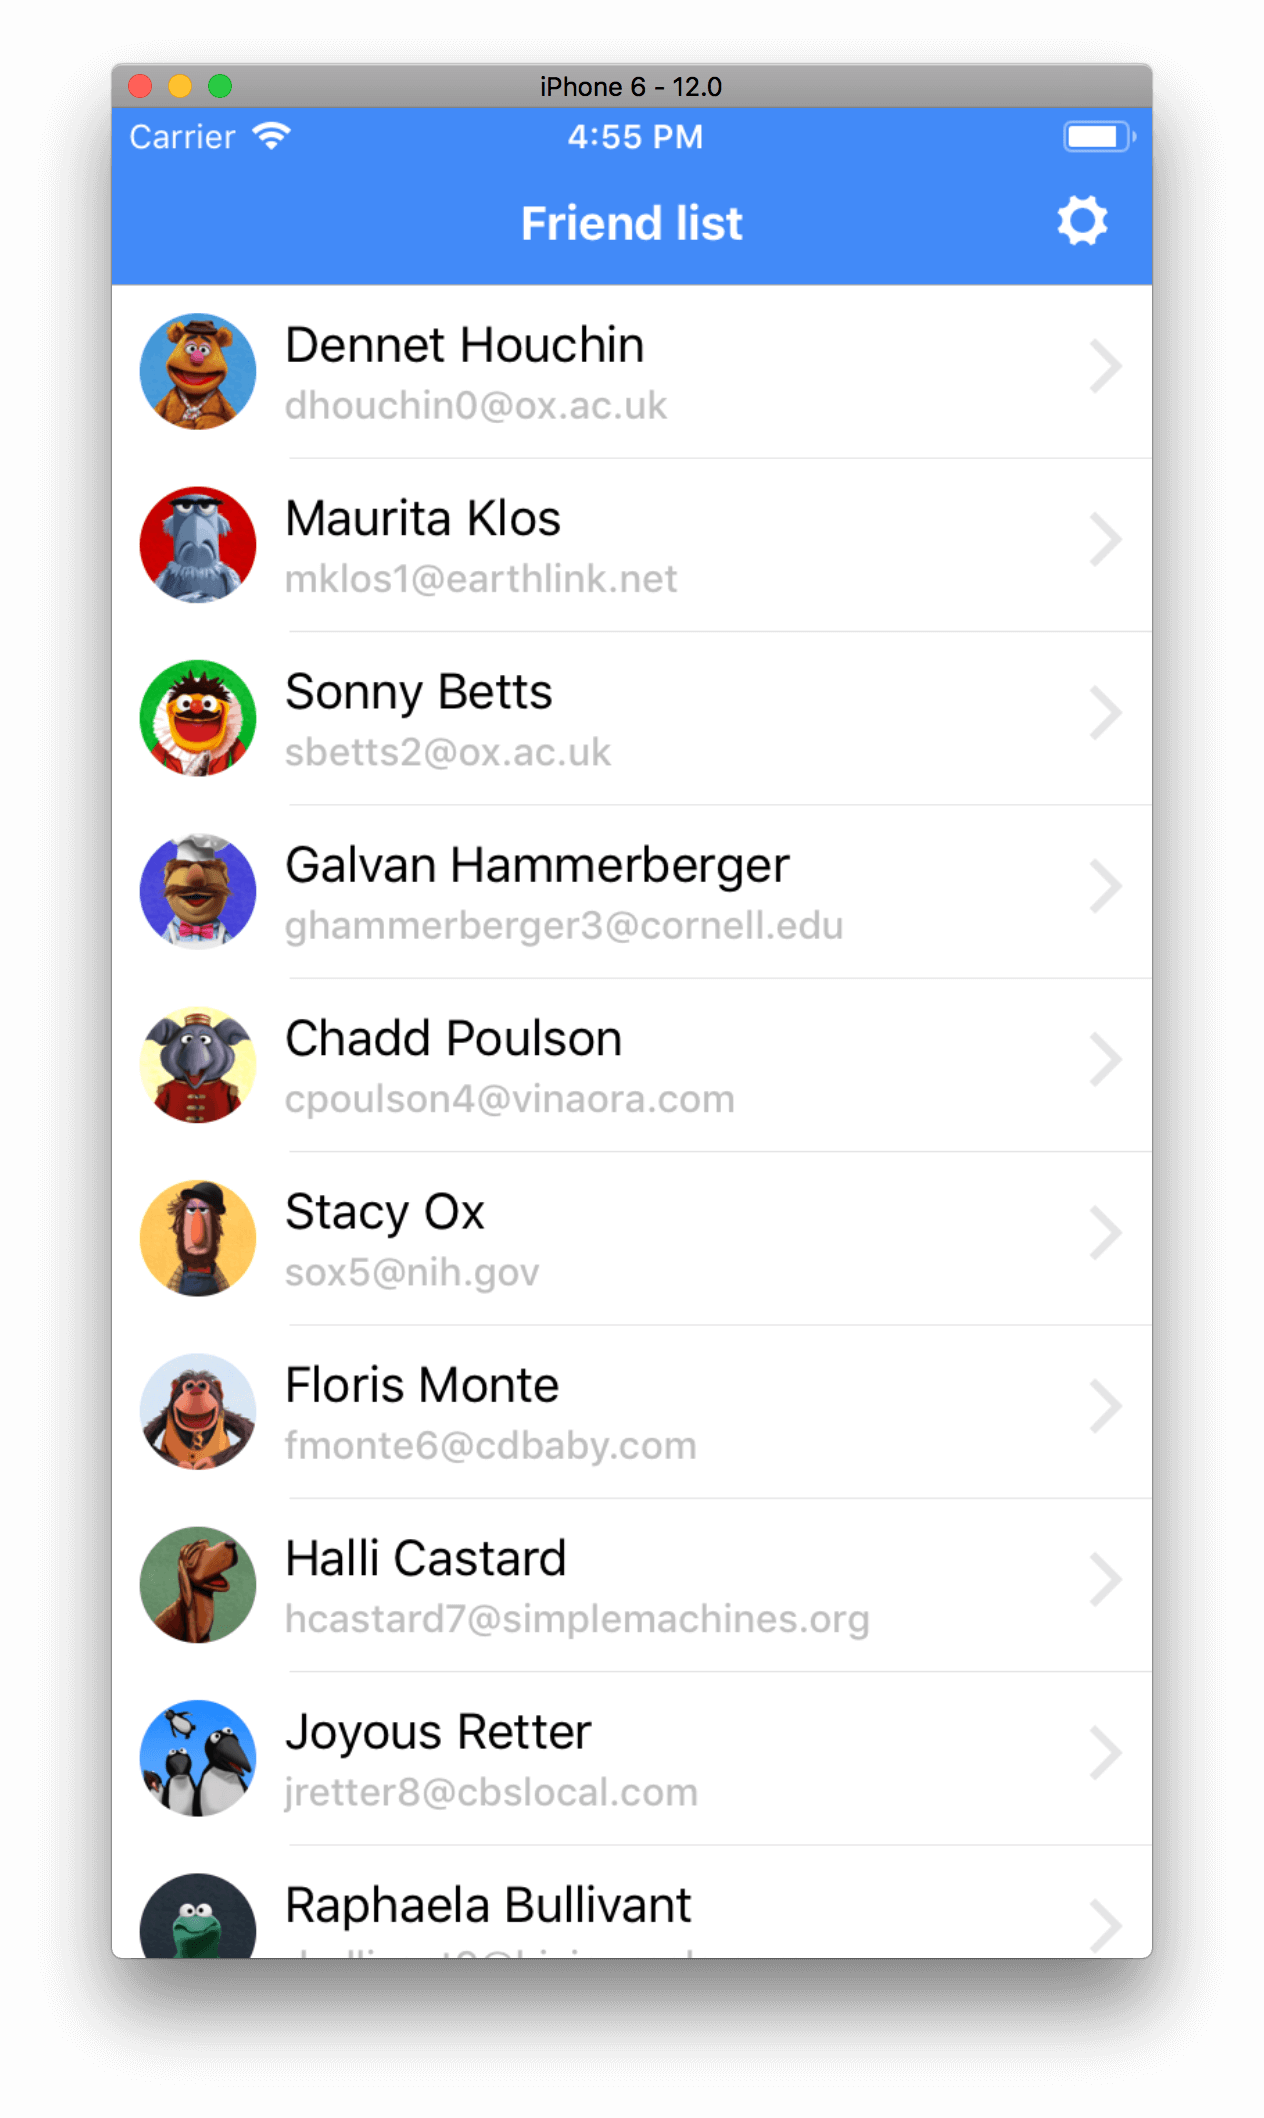 iPhone 6 - 12.0
Carrier 4:55 PM
Friend list
Dennet Houchin
dhouchin0@ox.ac.uk
Maurita Klos
mklos1@earthlink.net
Sonny Betts
sbetts2@ox.ac.uk
Galvan Hammerberger
ghammerberger3@cornell.edu
Chadd Poulson
cpoulson4@vinaora.com
Stacy Ox
sox5@nih.gov
Floris Monte
fmonte6@cdbaby.com
Halli Castard
hcastard7@simplemachines.org
Joyous Retter
jretter8@cbslocal.com
Raphaela Bullivant